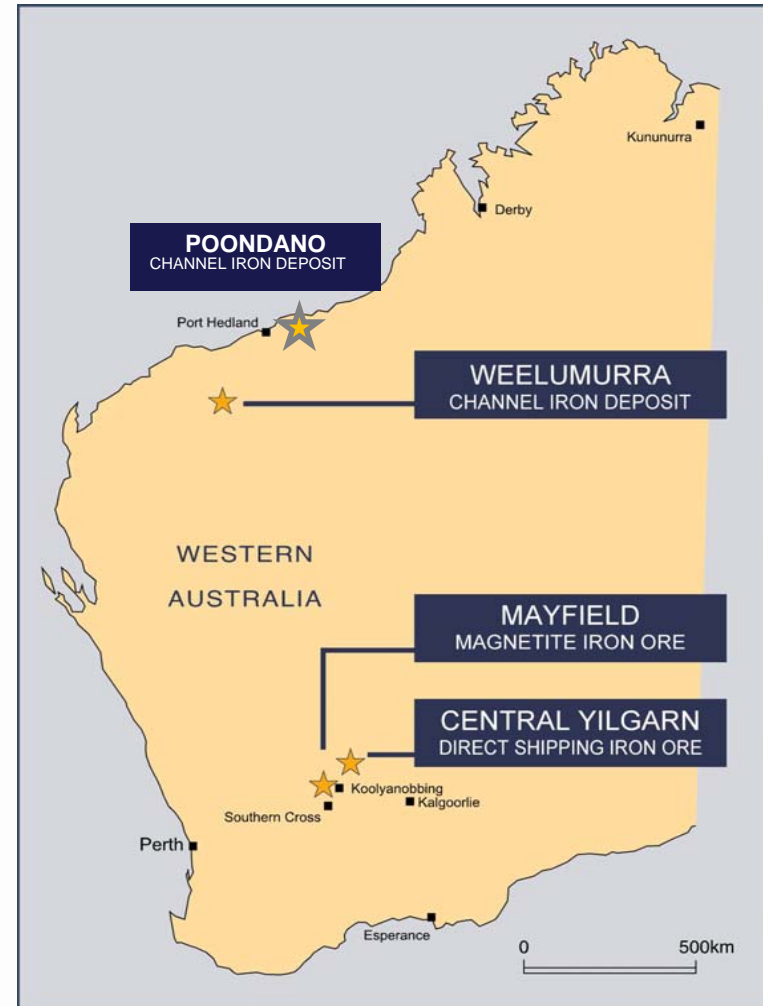 Kununurra
Derby
POONDANO
CHANNEL IRON DEPOSIT
Port Hedland
WEELUMURRA
CHANNEL IRON DEPOSIT
WESTERN
AUSTRALIA
MAYFIELD
MAGNETITE IRON ORE
CENTRAL YILGARN
DIRECT SHIPPING IRON ORE
Koolyanobbing
Kalgoorlie
Southern Cross
Perth
Esperance
0 500km